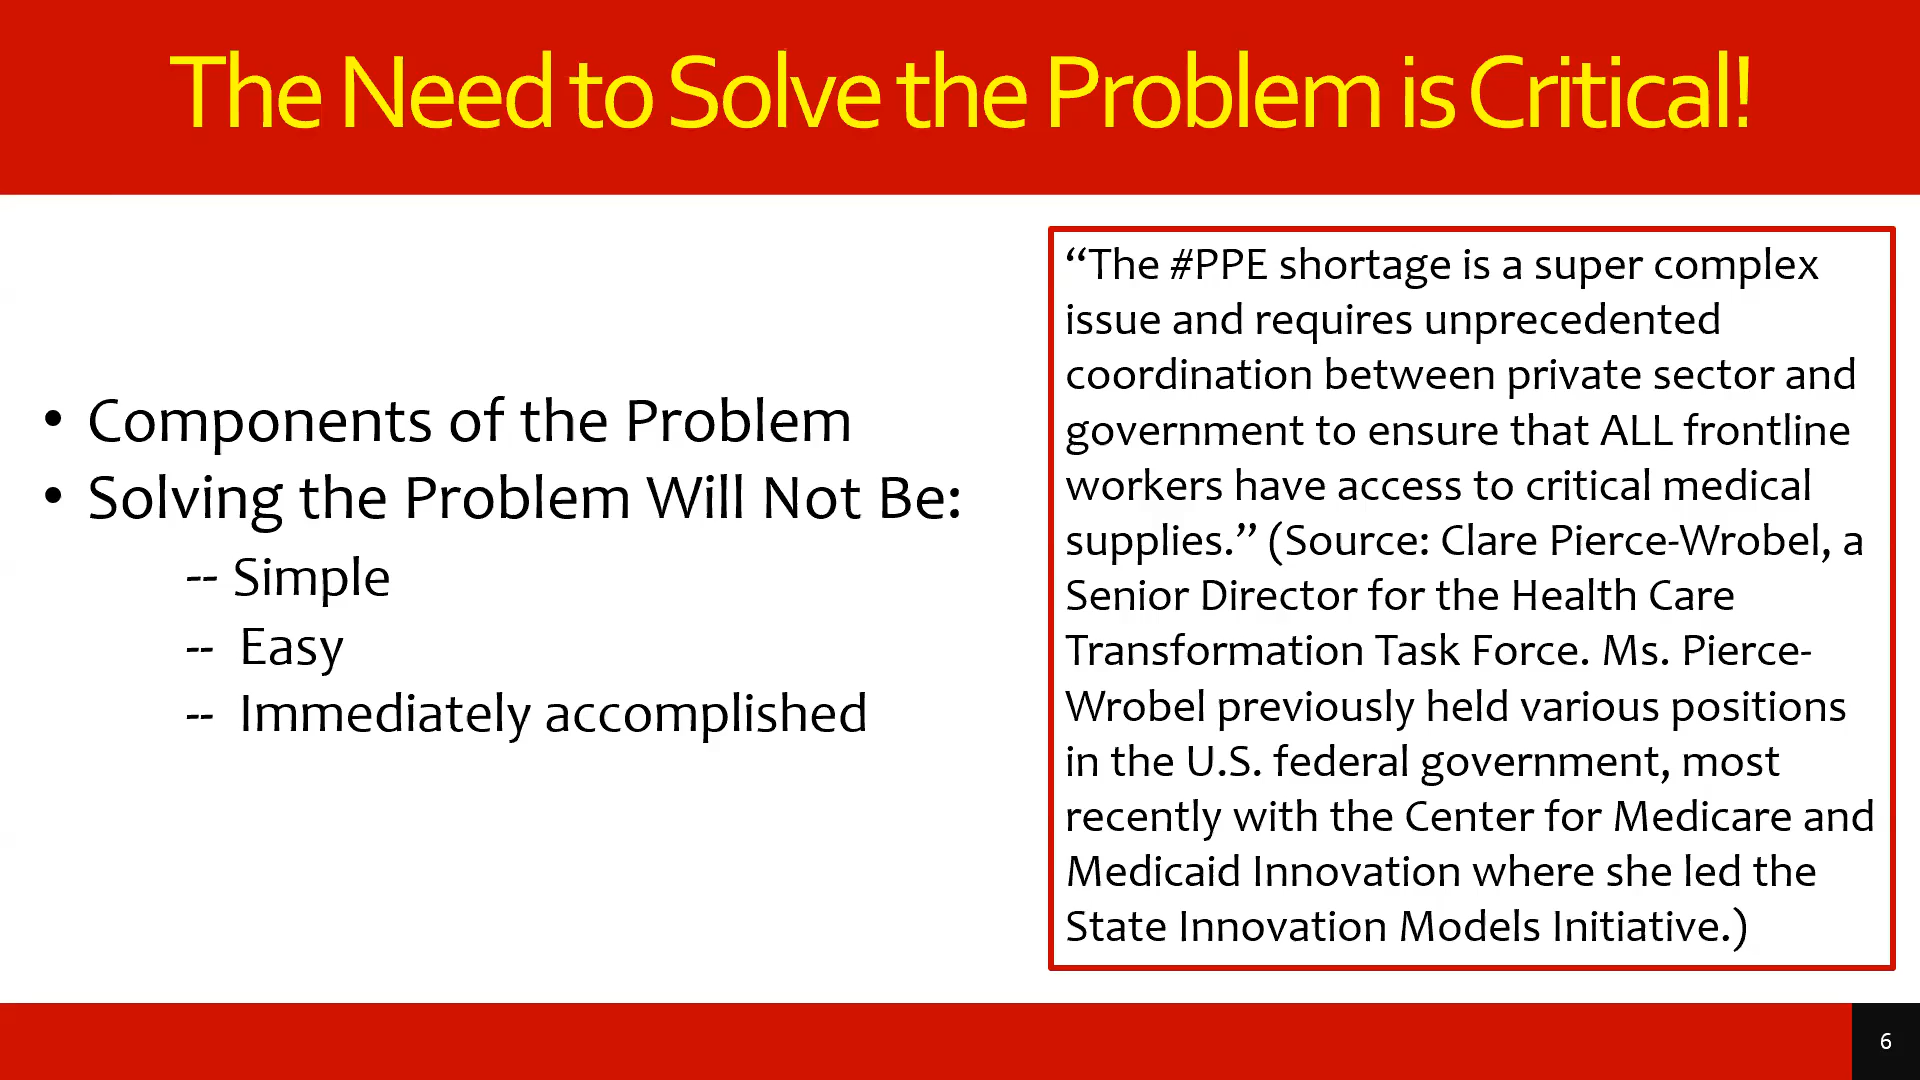 The Need to Solve the Problem is Critical!
• Components of the Problem
• Solving the Problem Will Not Be:
-- Simple
-- Easy
-- Immediately accomplished
“The #PPE shortage is a super complex
issue and requires unprecedented
coordination between private sector and
government to ensure that ALL frontline
workers have access to critical medical
supplies.” (Source: Clare Pierce-Wrobel, a
Senior Director for the Health Care
Transformation Task Force. Ms. Pierce-
Wrobel previously held various positions
in the U.S. federal government, most
recently with the Center for Medicare and
Medicaid Innovation where she led the
State Innovation Models Initiative.)
6